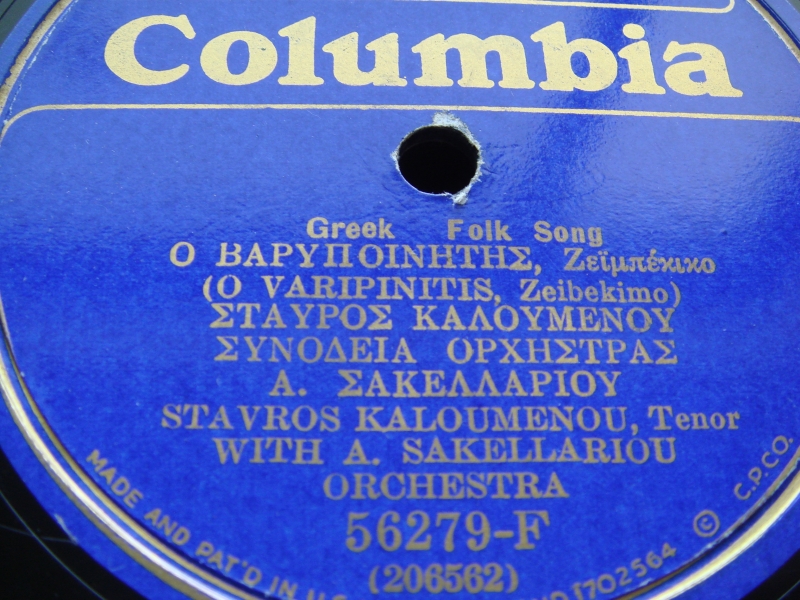 Columbia
Greek Folk Song
Ο ΒΑΡΥΠΟΙΝΗΤΗΣ, Ζεϊμπέκικο
(O VARIPINITIS, Zeibekimo)
ΣΤΑΥΡΟΣ ΚΑΛΟΥΜΕΝΟΥ
ΣΥΝΟΔΕΙΑ ΟΡΧΗΣΤΡΑΣ
Α. ΣΑΚΕΛΛΑΡΙΟΥ
STAVROS KALOUMENOU, Tenor
WITH A. SAKELLARIOU
ORCHESTRA
56279-F
(206562)
MADE AND PAT'D IN U.
1702564 © C.P.CO.